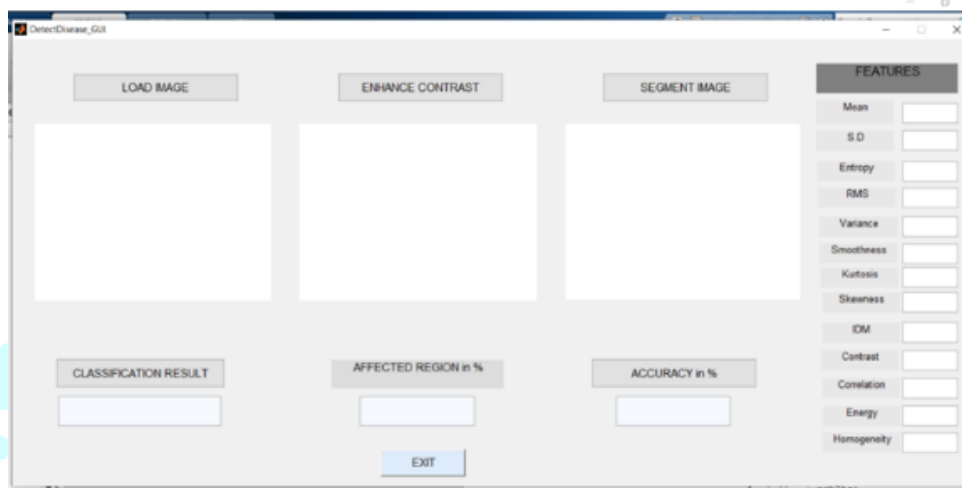 DetectDisease_GUI
LOAD IMAGE
ENHANCE CONTRAST
SEGMENT IMAGE
FEATURES
Mean
S.D
Entropy
RMS
Variance
Smoothness
Kurtosis
Skewness
IDM
Contrast
Correlation
Energy
Homogeneity
CLASSIFICATION RESULT
AFFECTED REGION in %
ACCURACY in %
EXIT